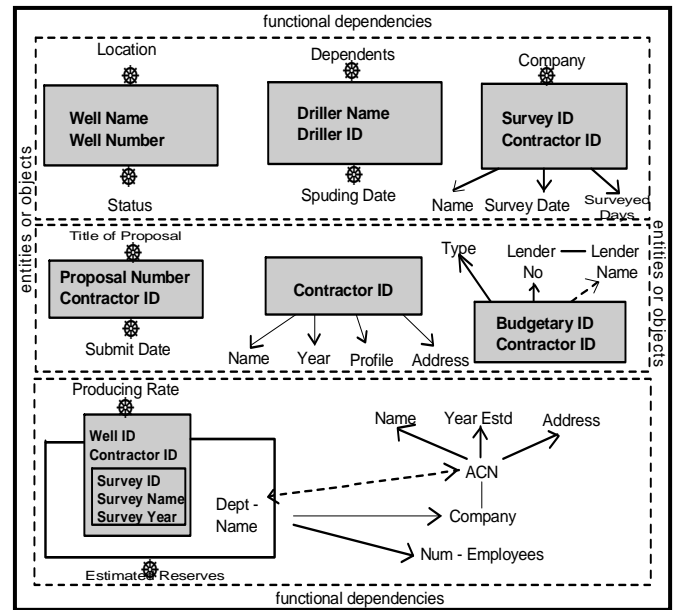 functional dependencies
Location
Dependents
Company
Well Name
Well Number
Driller Name
Driller ID
Survey ID
Contractor ID
Status
Spuding Date
Name
Survey Date
Surveyed
Days
entities or objects
entities or objects
Title of Proposal
Proposal Number
Contractor ID
Submit Date
Contractor ID
Name
Year
Profile
Address
Type
Lender
No
Lender
Name
Budgetary ID
Contractor ID
Producing Rate
Well ID
Contractor ID
Survey ID
Survey Name
Survey Year
Estimated Reserves
Dept -
Name
Name
Year Estd
Address
ACN
Company
Num - Employees
functional dependencies